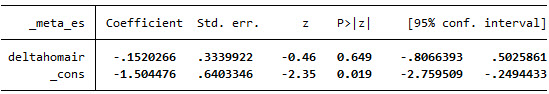 _meta_es Coefficient Std. err. z P>|z| [95% conf. interval]
deltahomair -.1520266 .3339922 -0.46 0.649 -.8066393 .5025861
_cons -1.504476 .6403346 -2.35 0.019 -2.759509 -.2494433